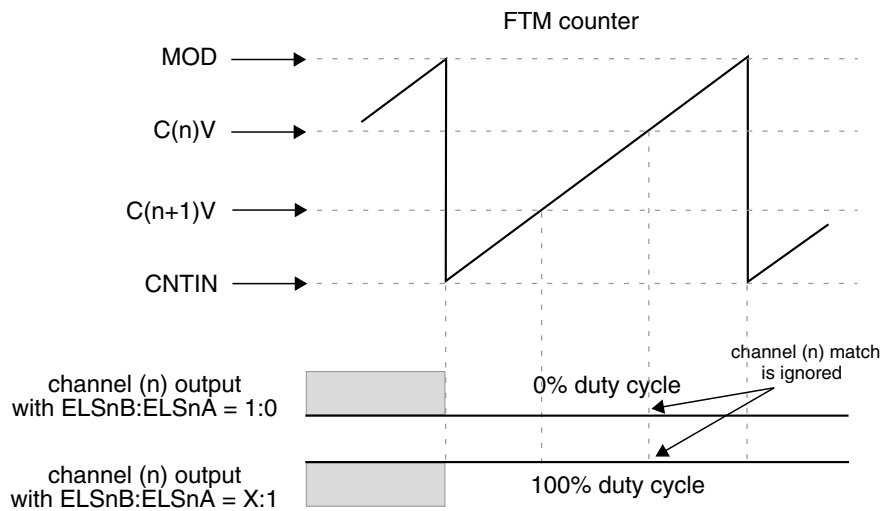 FTM counter
MOD
C(n)V
C(n+1)V
CNTIN
channel (n) match
is ignored
channel (n) output
with ELSnB:ELSnA = 1:0
0% duty cycle
channel (n) output
with ELSnB:ELSnA = X:1
100% duty cycle